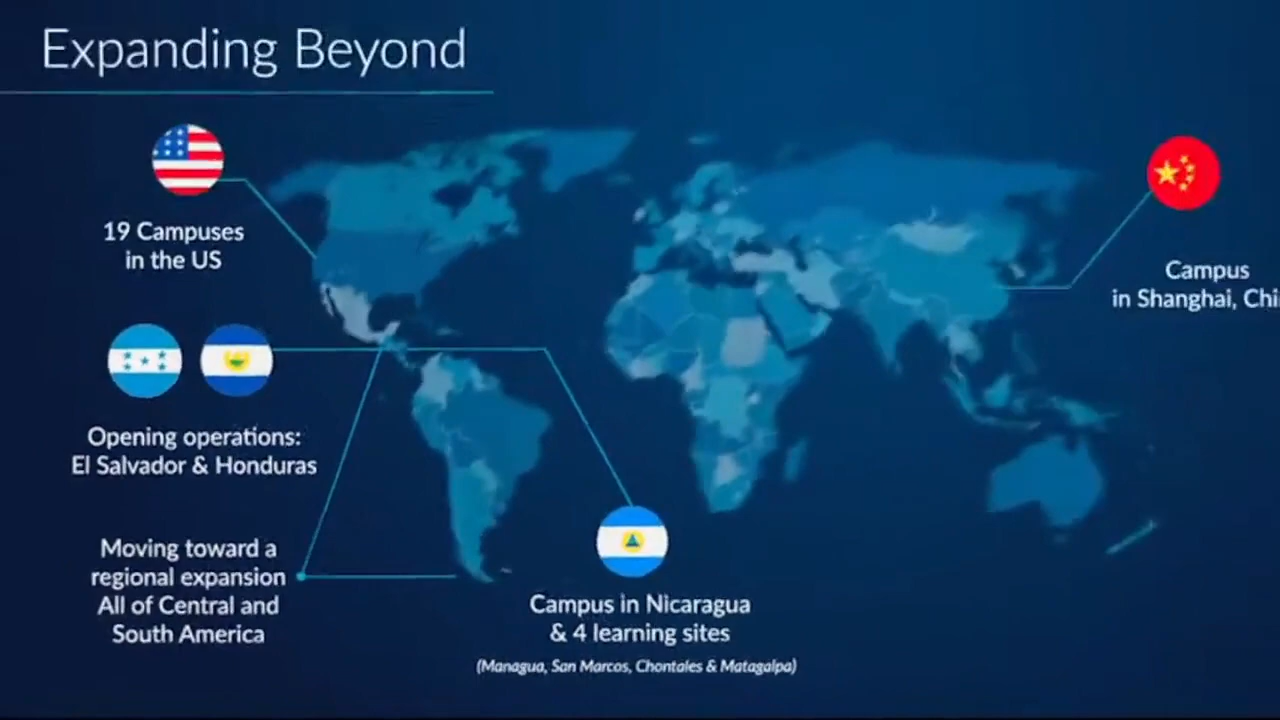 Expanding Beyond
19 Campuses
in the US
Campus
in Shanghai,
Opening operations:
El Salvador & Honduras
Moving toward a
regional expansion
All of Central and
South America
Campus in Nicaragua
& 4 learning sites
(Managua, San Marcos, Chontales & Matagalpa)